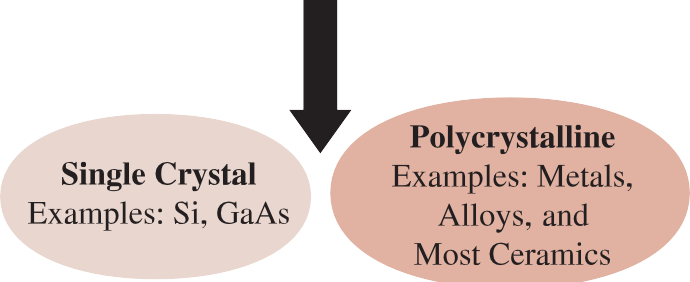 Single Crystal
Examples: Si, GaAs
Polycrystalline
Examples: Metals,
Alloys, and
Most Ceramics